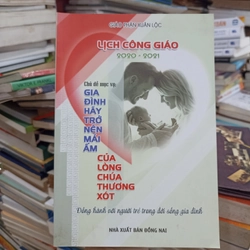 GIÁO PHẬN XUÂN LỘC
LỊCH CÔNG GIÁO
2020 - 2021
Chủ đề mục vụ
GIA
ĐÌNH
HÃY
TRỞ
NÊN
MÁI
ẤM
CỦA
LÒNG
CHÚA
THƯƠNG
XÓT
Đồng hành với người trẻ trong đời sống gia đình
NHÀ XUẤT BẢN ĐỒNG NAI